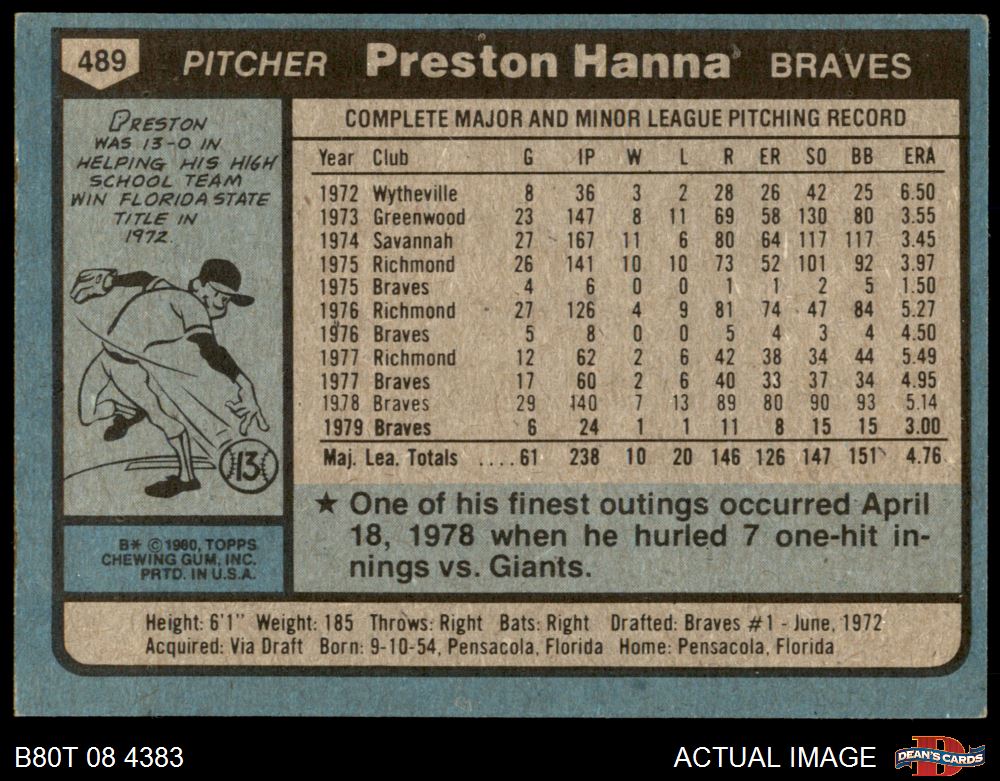 489 PITCHER Preston Hanna BRAVES
PRESTON
WAS 13-0 IN
HELPING HIS HIGH
SCHOOL TEAM
WIN FLORIDA STATE
TITLE IN
1972.
13
B* © 1980, TOPPS
CHEWING GUM, INC.
PRTD. IN U.S.A.
COMPLETE MAJOR AND MINOR LEAGUE PITCHING RECORD
Year Club G IP W L R ER SO BB ERA
1972 Wytheville 8 36 3 2 28 26 42 25 6.50
1973 Greenwood 23 147 8 11 69 58 130 80 3.55
1974 Savannah 27 167 11 6 80 64 117 117 3.45
1975 Richmond 26 141 10 10 73 52 101 92 3.97
1975 Braves 4 6 0 0 1 1 2 5 1.50
1976 Richmond 27 126 4 9 81 74 47 84 5.27
1976 Braves 5 8 0 0 5 4 3 4 4.50
1977 Richmond 12 62 2 6 42 38 34 44 5.49
1977 Braves 17 60 2 6 40 33 37 34 4.95
1978 Braves 29 140 7 13 89 80 90 93 5.14
1979 Braves 6 24 1 1 11 8 15 15 3.00
Maj. Lea. Totals ....61 238 10 20 146 126 147 151 4.76
★ One of his finest outings occurred April
18, 1978 when he hurled 7 one-hit in-
nings vs. Giants.
Height: 6'1" Weight: 185 Throws: Right Bats: Right Drafted: Braves #1 - June, 1972
Acquired: Via Draft Born: 9-10-54, Pensacola, Florida Home: Pensacola, Florida
B80T 08 4383
ACTUAL IMAGE
D
DEAN'S CARDS